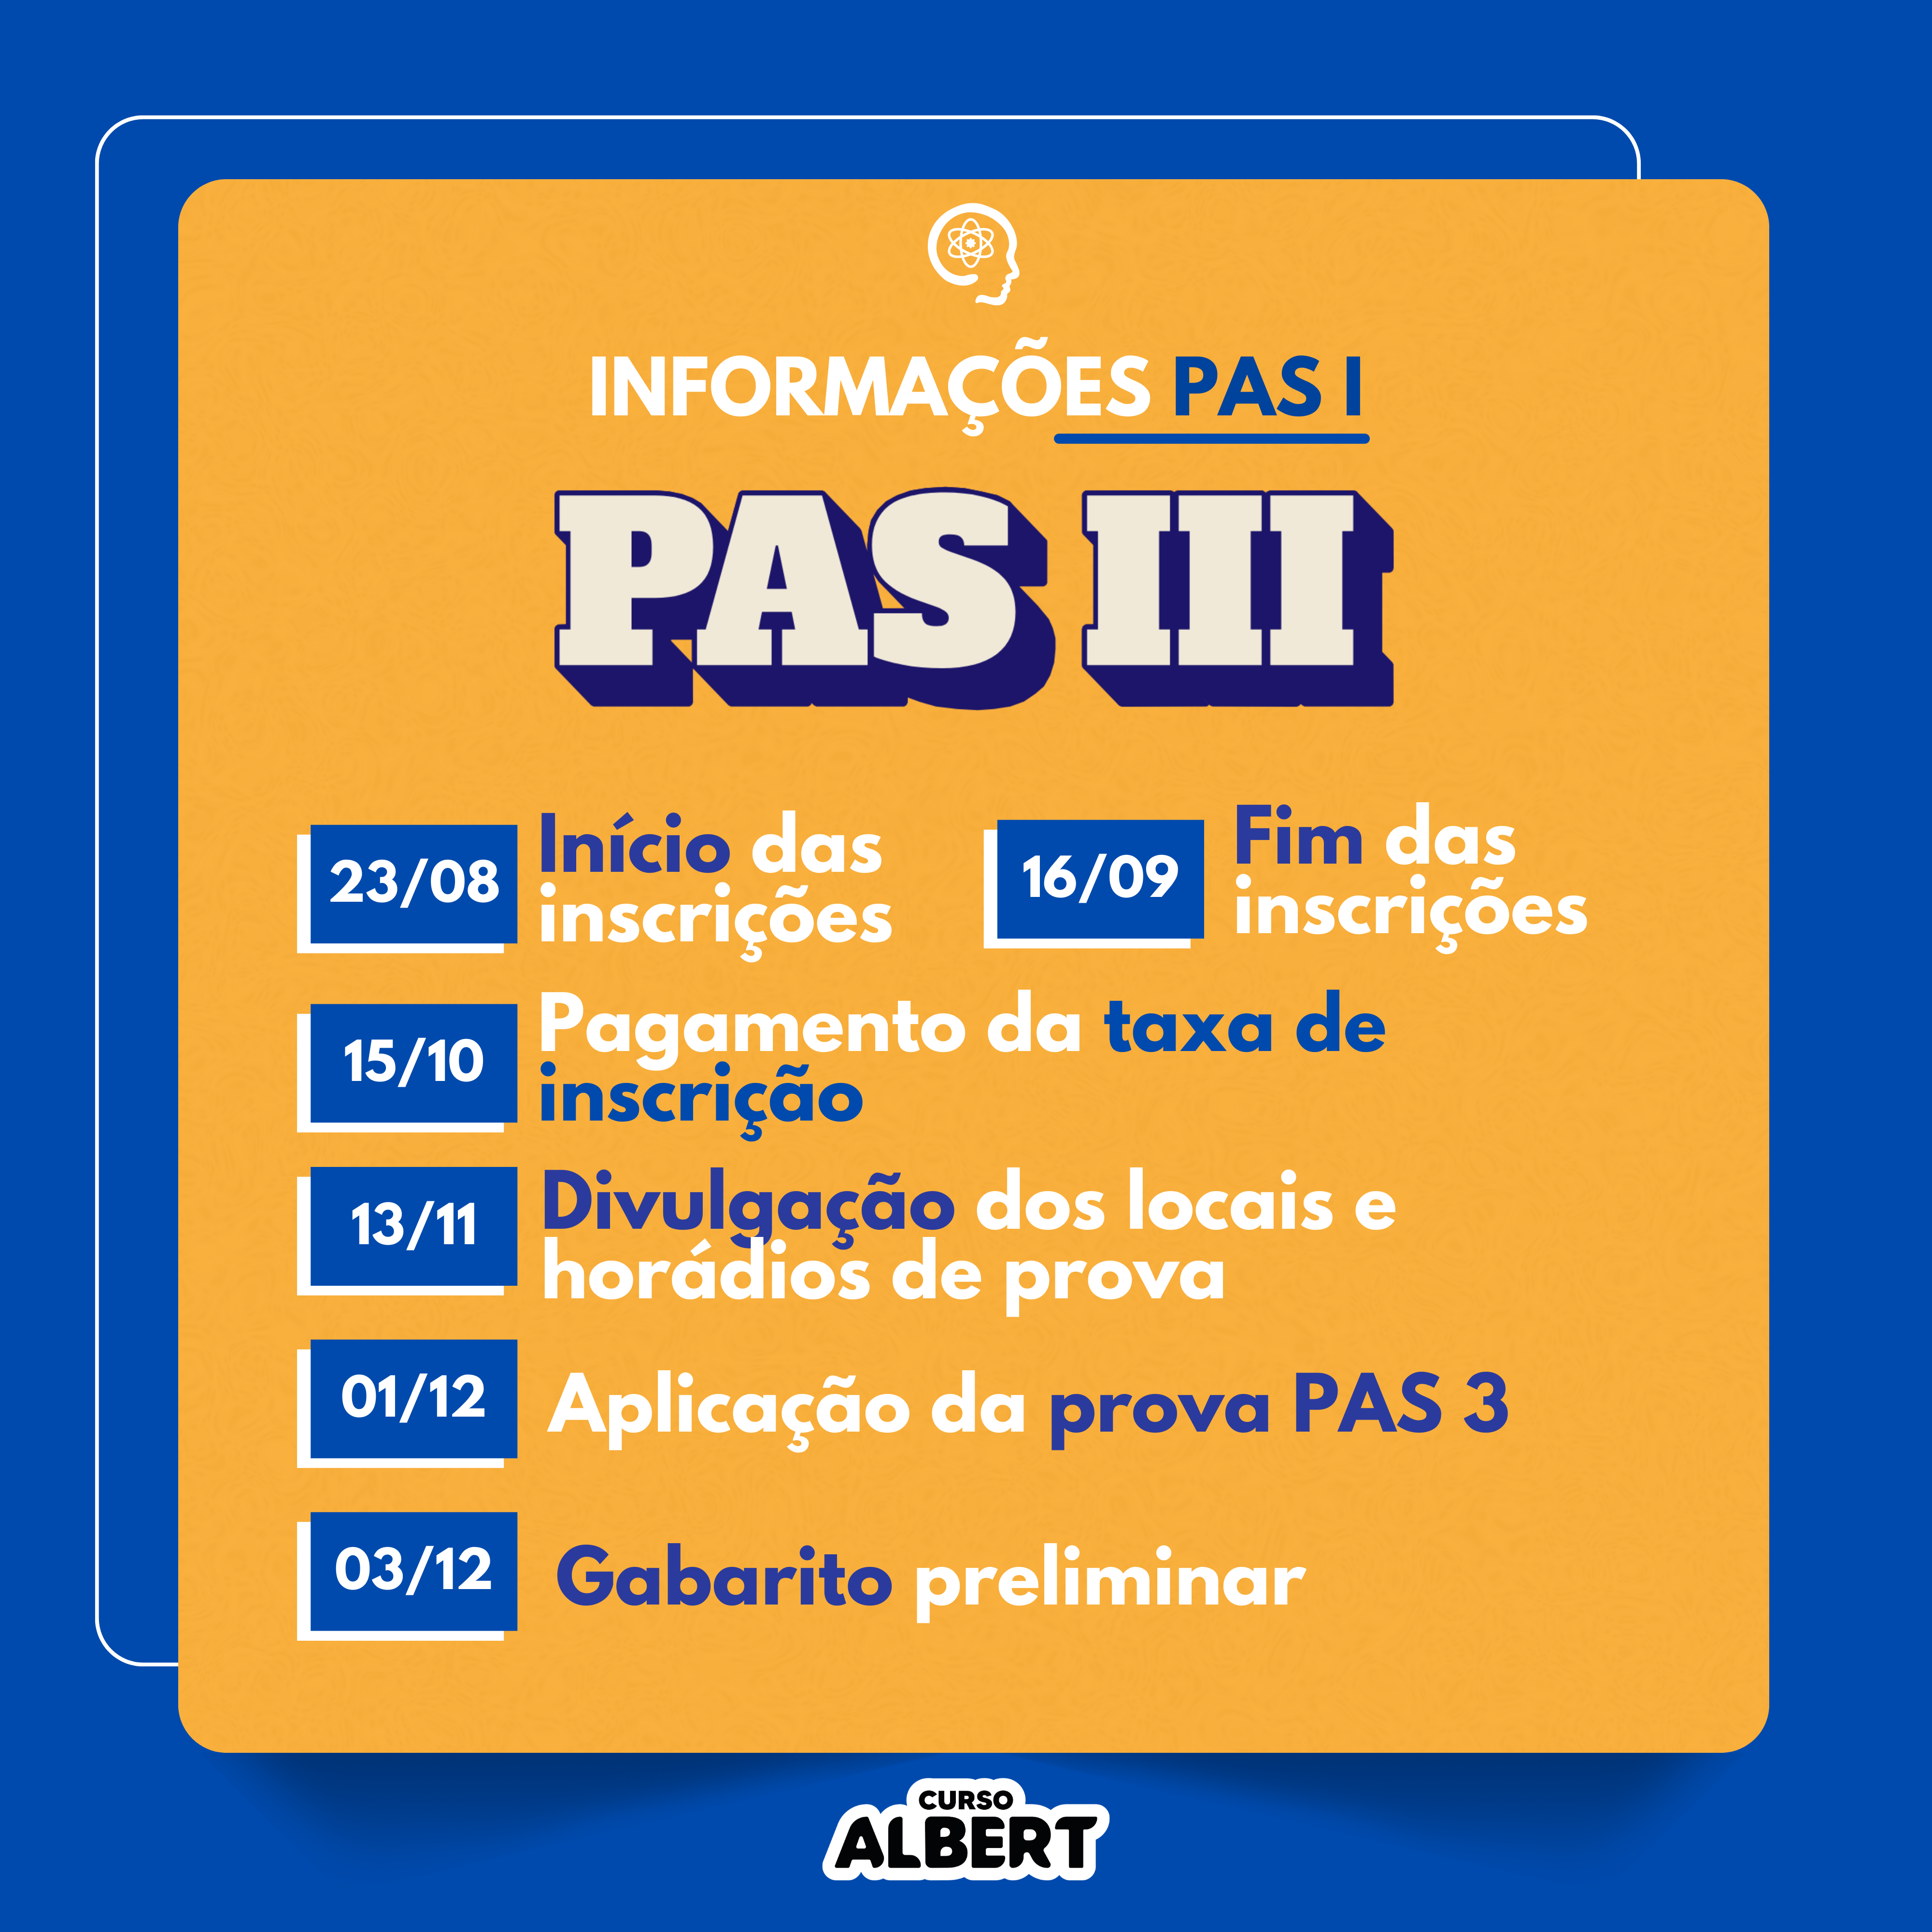 INFORMAÇÕES PAS I
PAS III
23/08
Início das
inscrições
16/09
Fim das
inscrições
15/10
Pagamento da taxa de
inscrição
13/11
Divulgação dos locais e
horádios de prova
01/12
Aplicação da prova PAS 3
03/12
Gabarito preliminar
CURSO
ALBERT